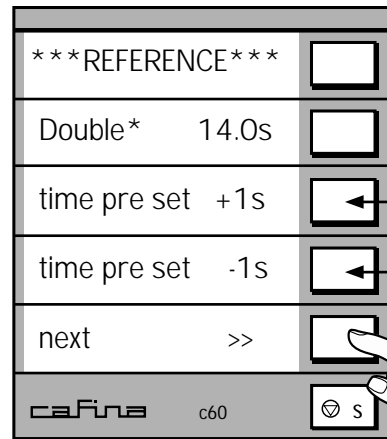 ***REFERENCE***
Double* 14.0s
time pre set +1s
time pre set -1s
next >>
cafina c60 s